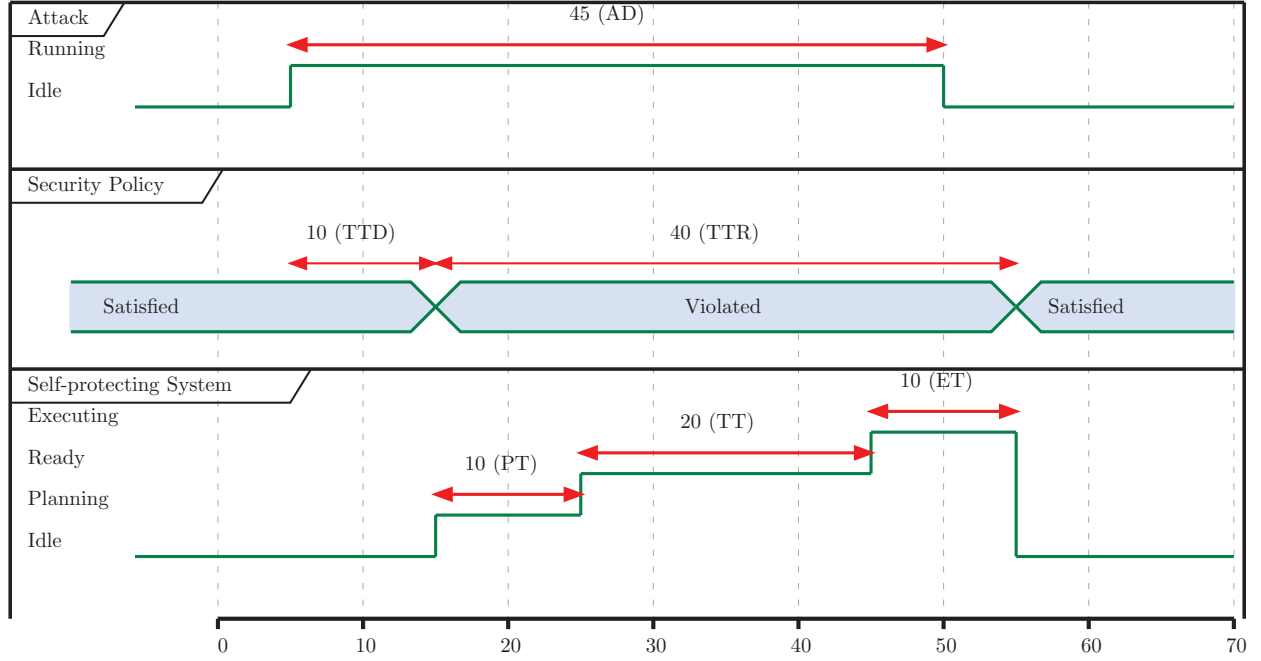 Attack
45 (AD)
Running
Idle
Security Policy
10 (TTD)
40 (TTR)
Satisfied
Violated
Satisfied
Self-protecting System
10 (ET)
Executing
20 (TT)
Ready
10 (PT)
Planning
Idle
0 10 20 30 40 50 60 70